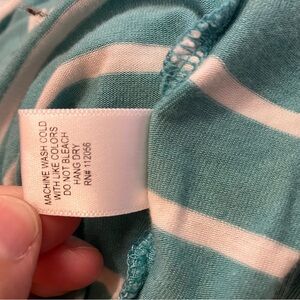 MACHINE WASH COLD
WITH LIKE COLORS
DO NOT BLEACH
HANG DRY
RN# 112056